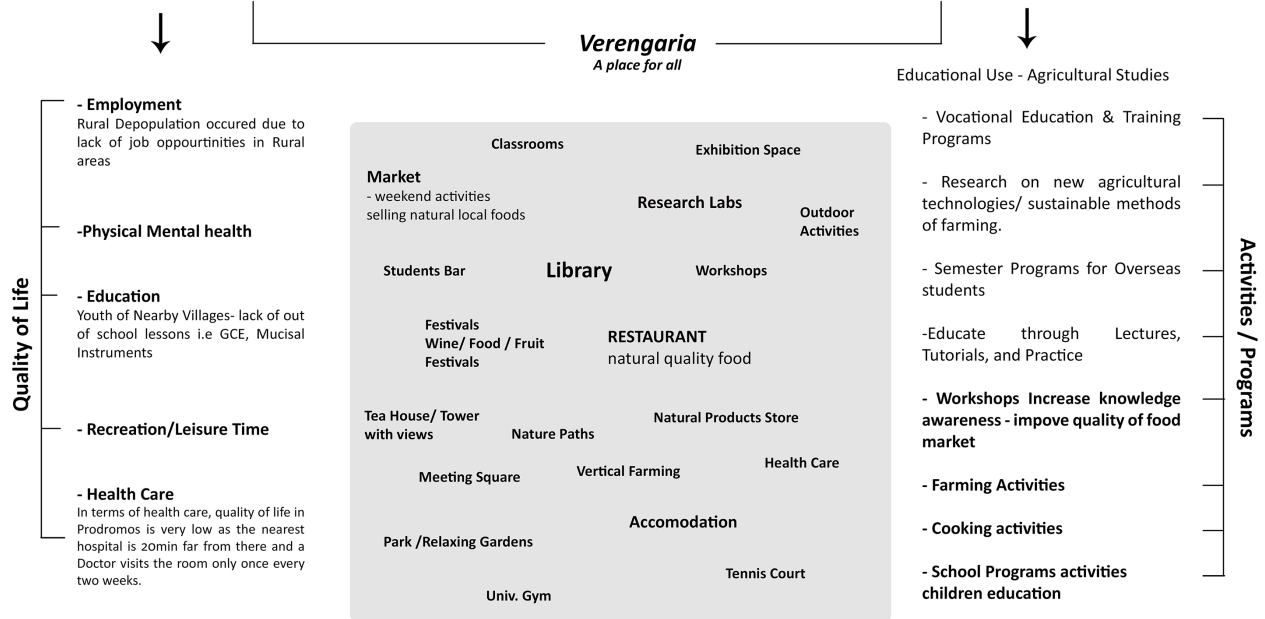 Verengaria
A place for all
Quality of Life
- Employment
Rural Depopulation occured due to
lack of job oppourtinities in Rural
areas
-Physical Mental health
- Education
Youth of Nearby Villages- lack of out
of school lessons i.e GCE, Mucisal
Instruments
- Recreation/Leisure Time
- Health Care
In terms of health care, quality of life in
Prodromos is very low as the nearest
hospital is 20min far from there and a
Doctor visits the room only once every
two weeks.
Classrooms
Exhibition Space
Market
- weekend activities
selling natural local foods
Research Labs
Outdoor
Activities
Students Bar
Library
Workshops
Festivals
Wine/ Food / Fruit
Festivals
RESTAURANT
natural quality food
Tea House/ Tower
with views
Nature Paths
Natural Products Store
Meeting Square
Vertical Farming
Health Care
Accomodation
Park /Relaxing Gardens
Tennis Court
Univ. Gym
Educational Use - Agricultural Studies
- Vocational Education & Training
Programs
- Research on new agricultural
technologies/ sustainable methods
of farming.
- Semester Programs for Overseas
students
-Educate through Lectures,
Tutorials, and Practice
- Workshops Increase knowledge
awareness - impove quality of food
market
- Farming Activities
- Cooking activities
- School Programs activities
children education
Activities / Programs